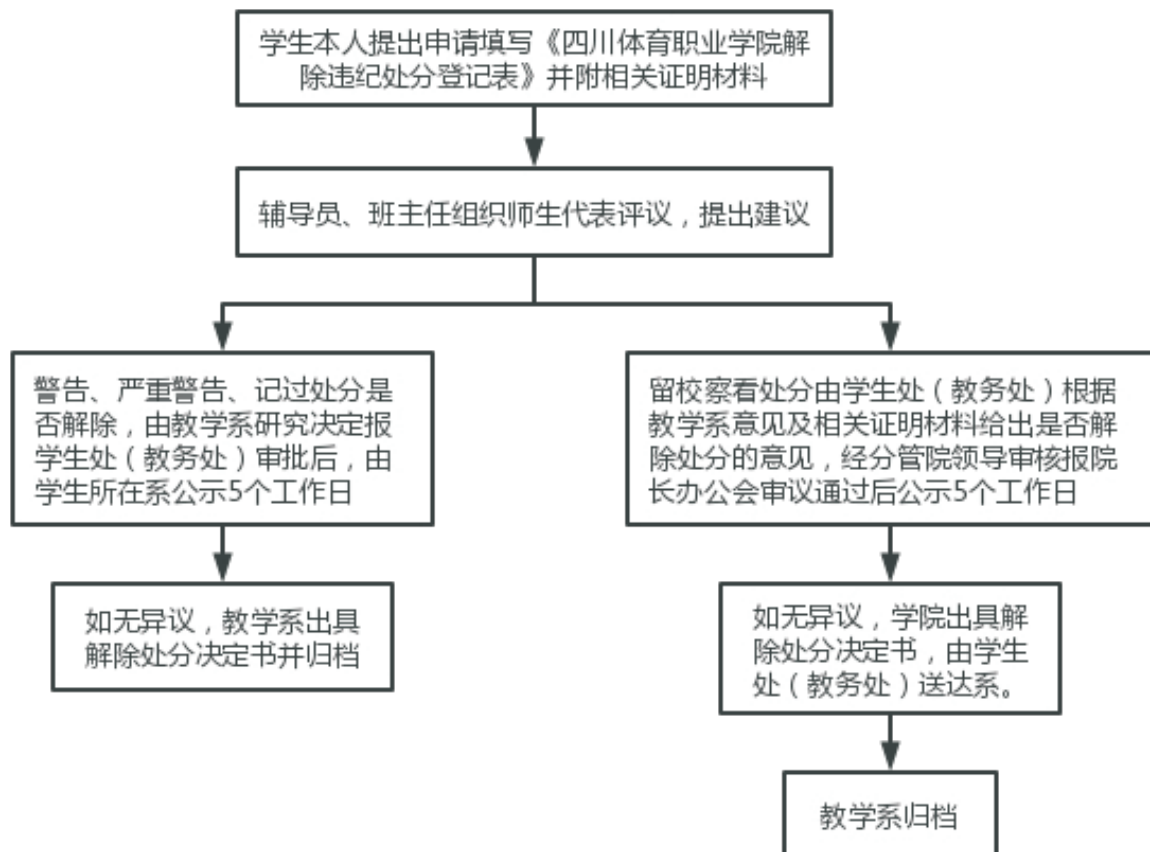 学生本人提出申请填写《四川体育职业学院解
除违纪处分登记表》并附相关证明材料
辅导员、班主任组织师生代表评议，提出建议
警告、严重警告、记过处分是
否解除，由教学系研究决定报
学生处（教务处）审批后，由
学生所在系公示5个工作日
留校察看处分由学生处（教务处）根据
教学系意见及相关证明材料给出是否解
除处分的意见，经分管院领导审核报院
长办公会审议通过后公示5个工作日
如无异议，教学系出具
解除处分决定书并归档
如无异议，学院出具解
除处分决定书，由学生
处（教务处）送达系。
教学系归档